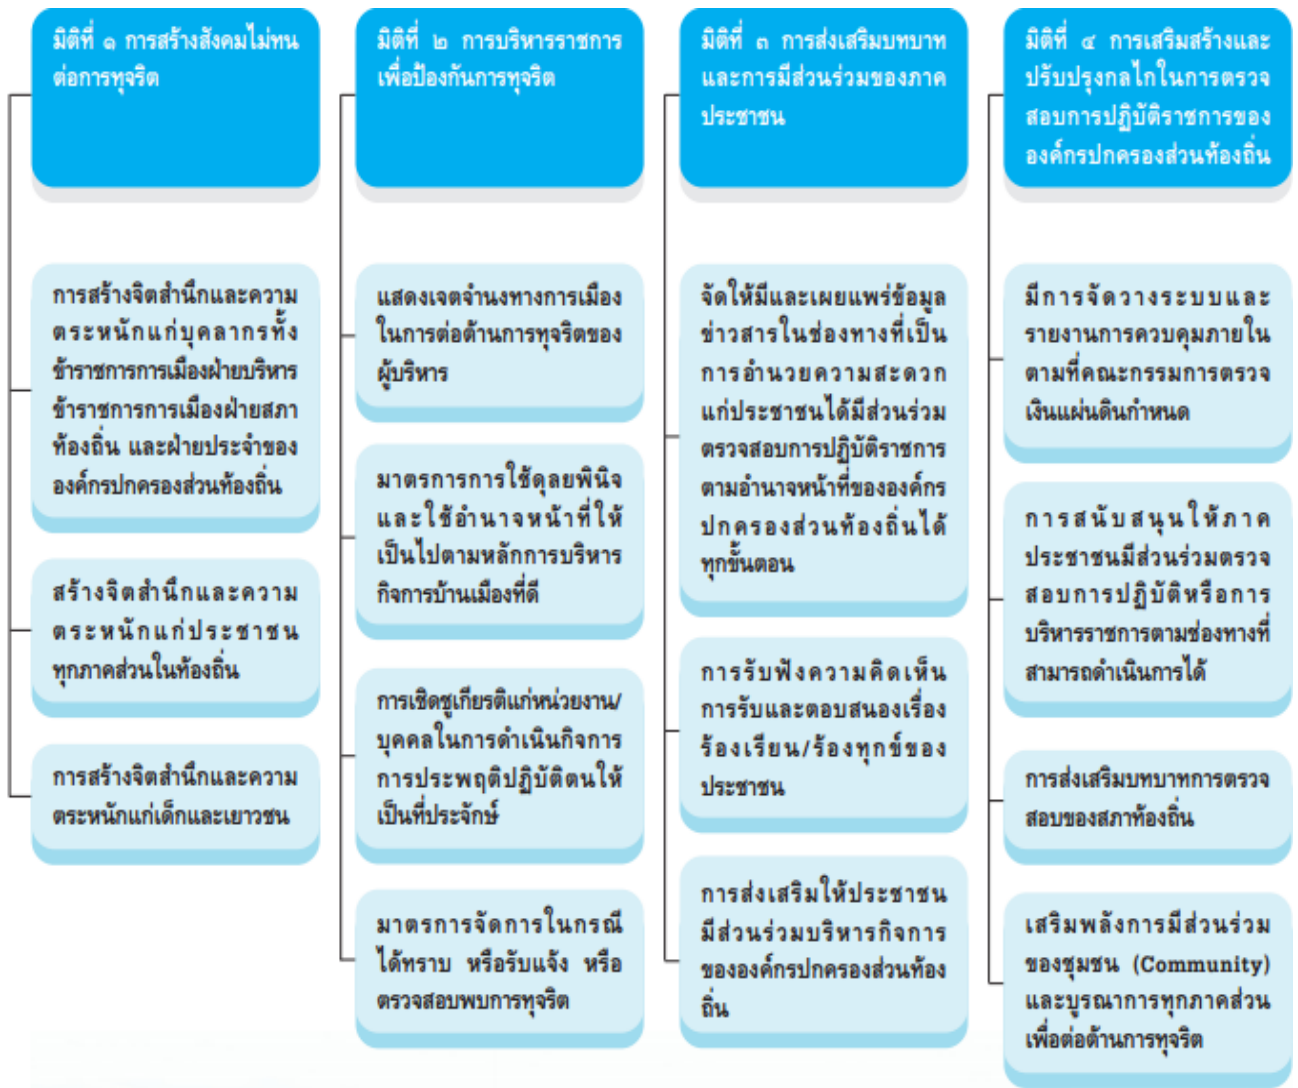 มิติที่ ๑ การสร้างสังคมไม่ทน
ต่อการทุจริต
การสร้างจิตสำนึกและความ
ตระหนักแก่บุคลากรทั้ง
ข้าราชการการเมืองฝ่ายบริหาร
ข้าราชการการเมืองฝ่ายสภา
ท้องถิ่น และฝ่ายประจำของ
องค์กรปกครองส่วนท้องถิ่น
สร้างจิตสำนึกและความ
ตระหนักแก่ประชาชน
ทุกภาคส่วนในท้องถิ่น
การสร้างจิตสำนึกและความ
ตระหนักแก่เด็กและเยาวชน
มิติที่ ๒ การบริหารราชการ
เพื่อป้องกันการทุจริต
แสดงเจตจำนงทางการเมือง
ในการต่อต้านการทุจริตของ
ผู้บริหาร
มาตรการการใช้ดุลยพินิจ
และใช้อำนาจหน้าที่ให้
เป็นไปตามหลักการบริหาร
กิจการบ้านเมืองที่ดี
การเชิดชูเกียรติแก่หน่วยงาน/
บุคคลในการดำเนินกิจการ
การประพฤติปฏิบัติตนให้
เป็นที่ประจักษ์
มาตรการจัดการในกรณี
ได้ทราบ หรือรับแจ้ง หรือ
ตรวจสอบพบการทุจริต
มิติที่ ๓ การส่งเสริมบทบาท
และการมีส่วนร่วมของภาค
ประชาชน
จัดให้มีและเผยแพร่ข้อมูล
ข่าวสารในช่องทางที่เป็น
การอำนวยความสะดวก
แก่ประชาชนได้มีส่วนร่วม
ตรวจสอบการปฏิบัติราชการ
ตามอำนาจหน้าที่ขององค์กร
ปกครองส่วนท้องถิ่นได้
ทุกขั้นตอน
การรับฟังความคิดเห็น
การรับและตอบสนองเรื่อง
ร้องเรียน/ร้องทุกข์ของ
ประชาชน
การส่งเสริมให้ประชาชน
มีส่วนร่วมบริหารกิจการ
ขององค์กรปกครองส่วนท้อง
ถิ่น
มิติที่ ๔ การเสริมสร้างและ
ปรับปรุงกลไกในการตรวจ
สอบการปฏิบัติราชการของ
องค์กรปกครองส่วนท้องถิ่น
มีการจัดวางระบบและ
รายงานการควบคุมภายใน
ตามที่คณะกรรมการตรวจ
เงินแผ่นดินกำหนด
การสนับสนุนให้ภาค
ประชาชนมีส่วนร่วมตรวจ
สอบการปฏิบัติหรือการ
บริหารราชการตามช่องทางที่
สามารถดำเนินการได้
การส่งเสริมบทบาทการตรวจ
สอบของสภาท้องถิ่น
เสริมพลังการมีส่วนร่วม
ของชุมชน (Community)
และบูรณาการทุกภาคส่วน
เพื่อต่อต้านการทุจริต